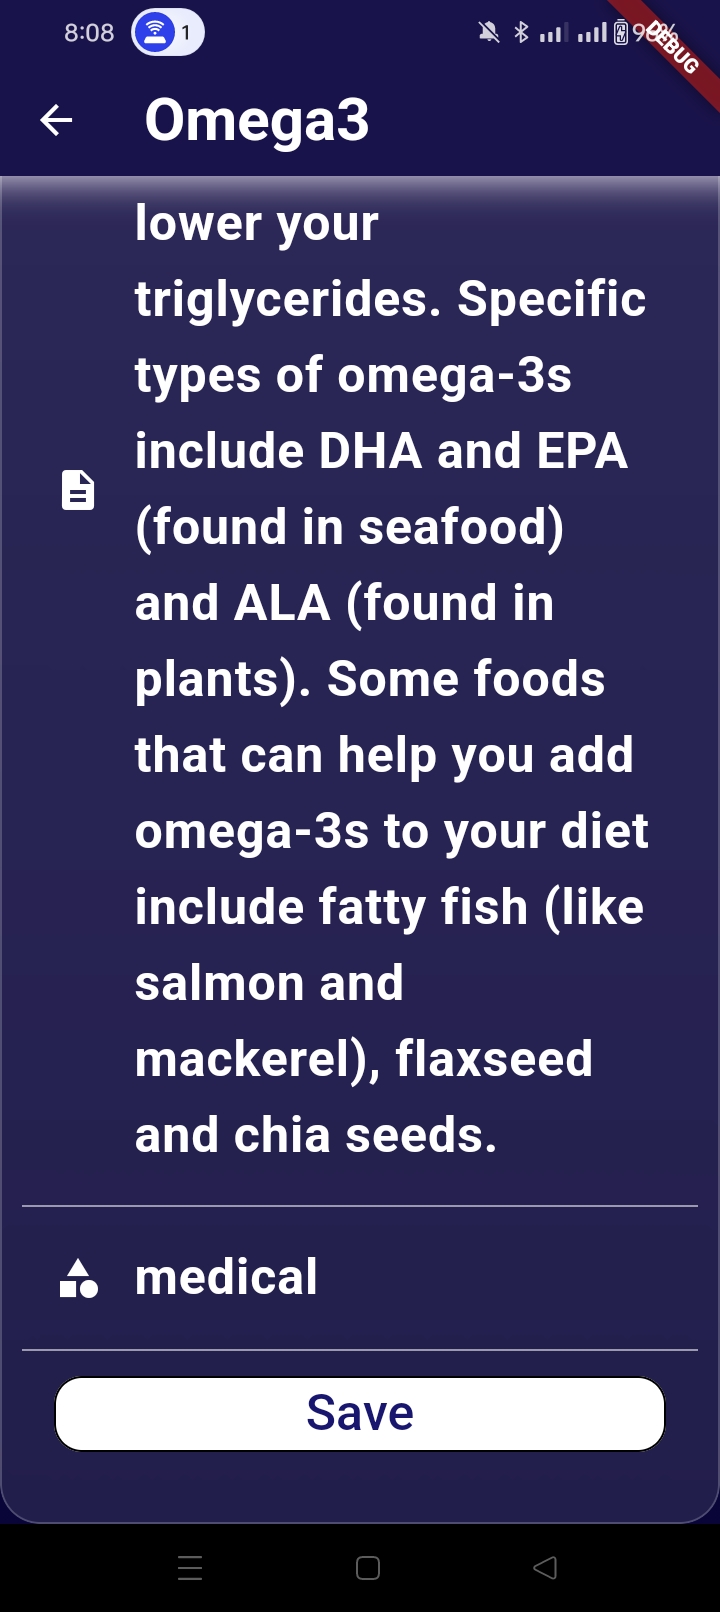 8:08
1
DEBUG
Omega3
lower your
triglycerides. Specific
types of omega-3s
include DHA and EPA
(found in seafood)
and ALA (found in
plants). Some foods
that can help you add
omega-3s to your diet
include fatty fish (like
salmon and
mackerel), flaxseed
and chia seeds.
medical
Save